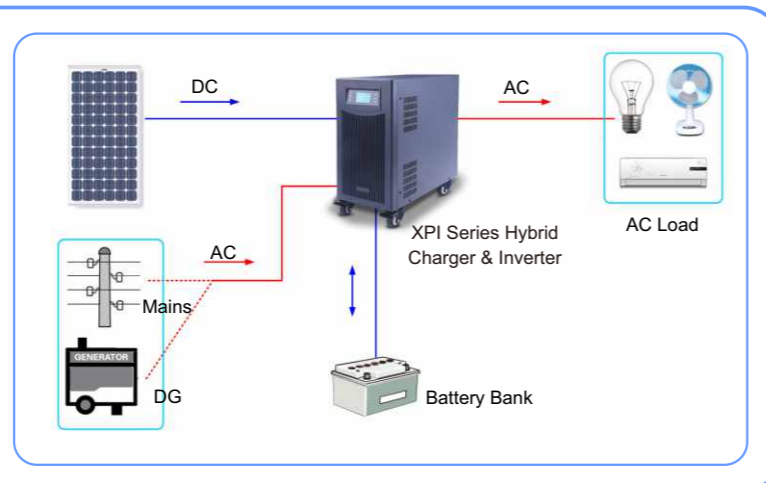 DC
AC
XPI Series Hybrid
Charger & Inverter
AC Load
AC
Mains
GENERATOR
DG
Battery Bank